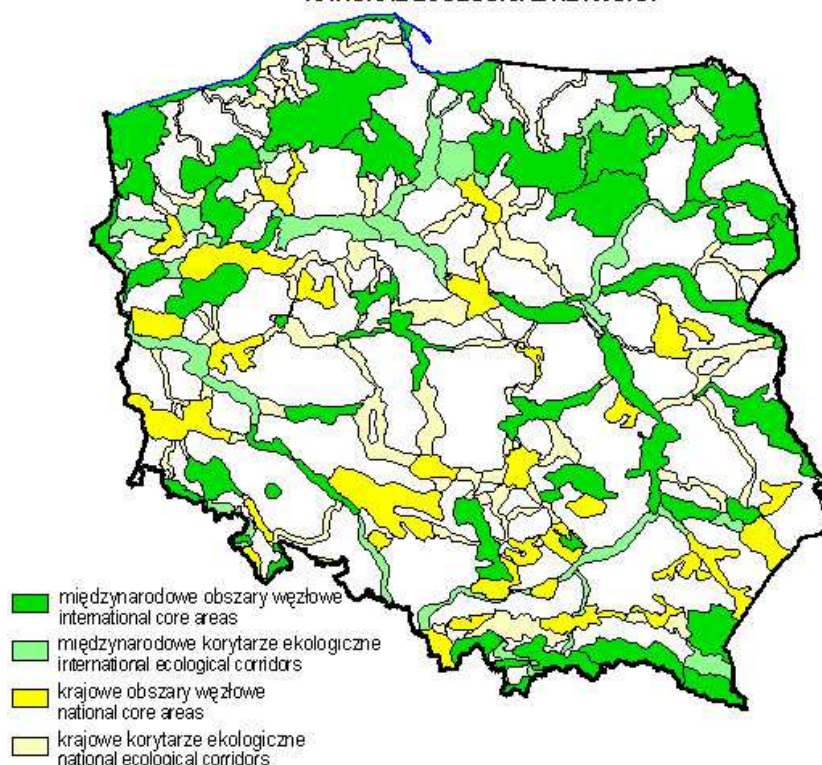 międzynarodowe obszary węzłowe
international core areas
międzynarodowe korytarze ekologiczne
international ecological corridors
krajowe obszary węzłowe
national core areas
krajowe korytarze ekologiczne
national ecological corridors